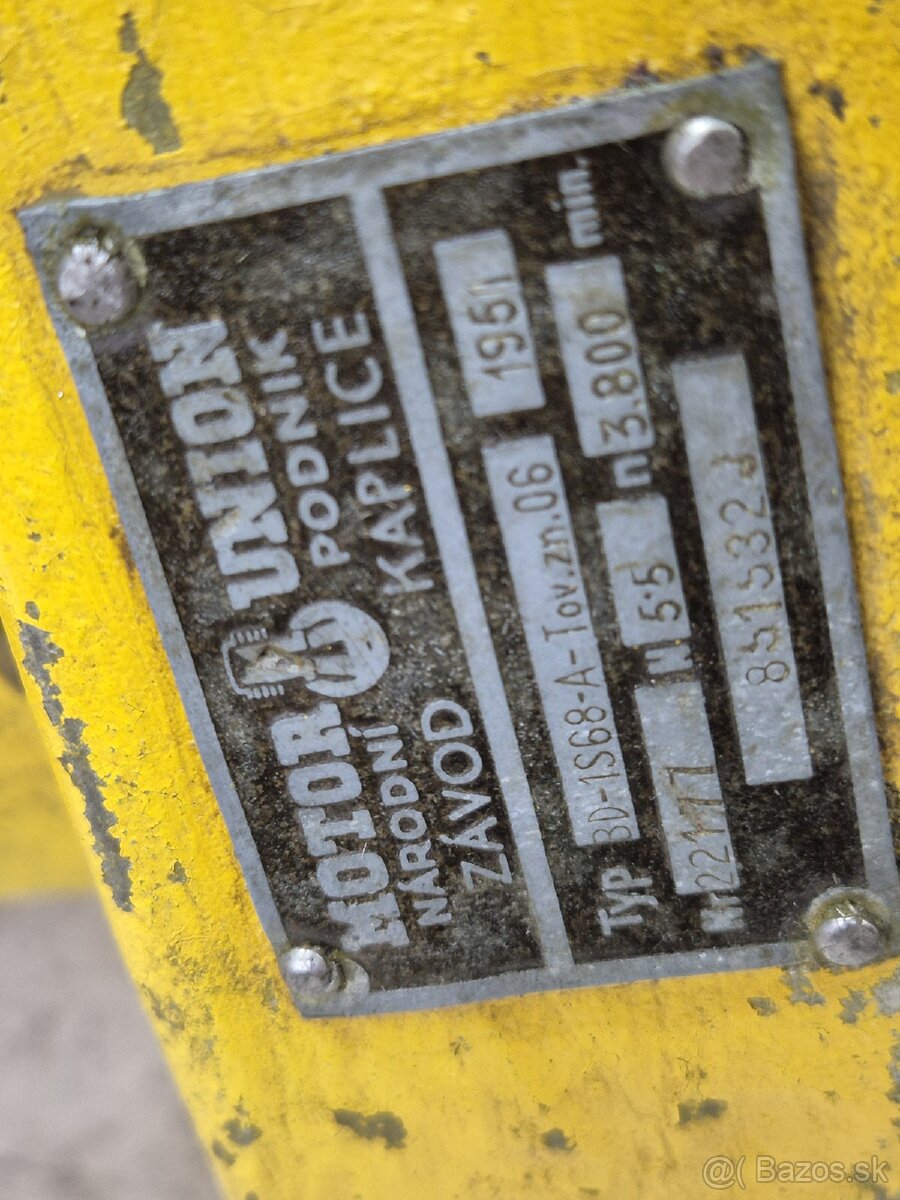 MOTOR UNION
NÁRODNÍ PODNIK
ZÁVOD KAPLICE
Typ BD-1S68-A-Tov.zn.06 1951
Nr 22177 N 5·5 n 3.800 min.
851532J
@( Bazos.sk